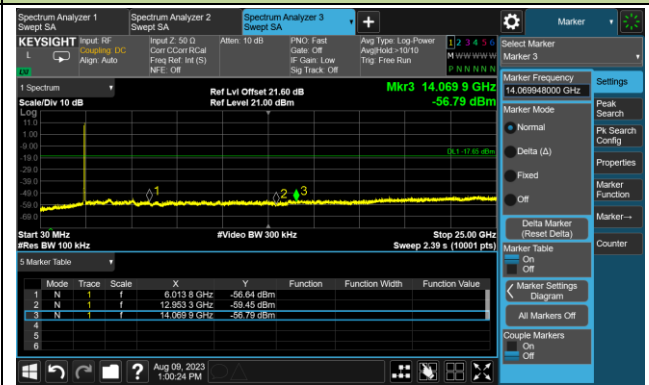 Spectrum Analyzer 1
Swept SA
Spectrum Analyzer 2
Swept SA
Spectrum Analyzer 3
Swept SA
Marker
KEYSIGHT
L
Input: RF
Coupling: DC
Align: Auto
Input Z: 50 Ω
Corr CCorr RCal
Freq Ref: Int (S)
NFE: Off
Atten: 10 dB
PNO: Fast
Gate: Off
IF Gain: Low
Sig Track: Off
Avg Type: Log-Power
Avg|Hold:>10/10
Trig: Free Run
1 2 3 4 5 6
M W W W W W
P N N N N N
Select Marker
Marker 3
1 Spectrum
Scale/Div 10 dB
Log
Ref Lvl Offset 21.60 dB
Ref Level 21.00 dBm
Mkr3 14.069 9 GHz
-56.79 dBm
11.0
1.00
-9.00
-19.0
-29.0
-39.0
-49.0
-59.0
-69.0
DL1 -17.65 dBm
1
2
3
Start 30 MHz
#Res BW 100 kHz
#Video BW 300 kHz
Stop 25.00 GHz
Sweep 2.39 s (10001 pts)
5 Marker Table
Mode Trace Scale X Y Function Function Width Function Value
1 N 1 f 6.013 8 GHz -56.64 dBm
2 N 1 f 12.953 3 GHz -59.45 dBm
3 N 1 f 14.069 9 GHz -56.79 dBm
4
5
6
Marker Frequency
14.069948000 GHz
Marker Mode
Normal
Delta (Δ)
Fixed
Off
Delta Marker
(Reset Delta)
Marker Table
On
Off
Marker Settings
Diagram
All Markers Off
Couple Markers
On
Off
Settings
Peak
Search
Pk Search
Config
Properties
Marker
Function
Marker→
Counter
?
Aug 09, 2023
1:00:24 PM